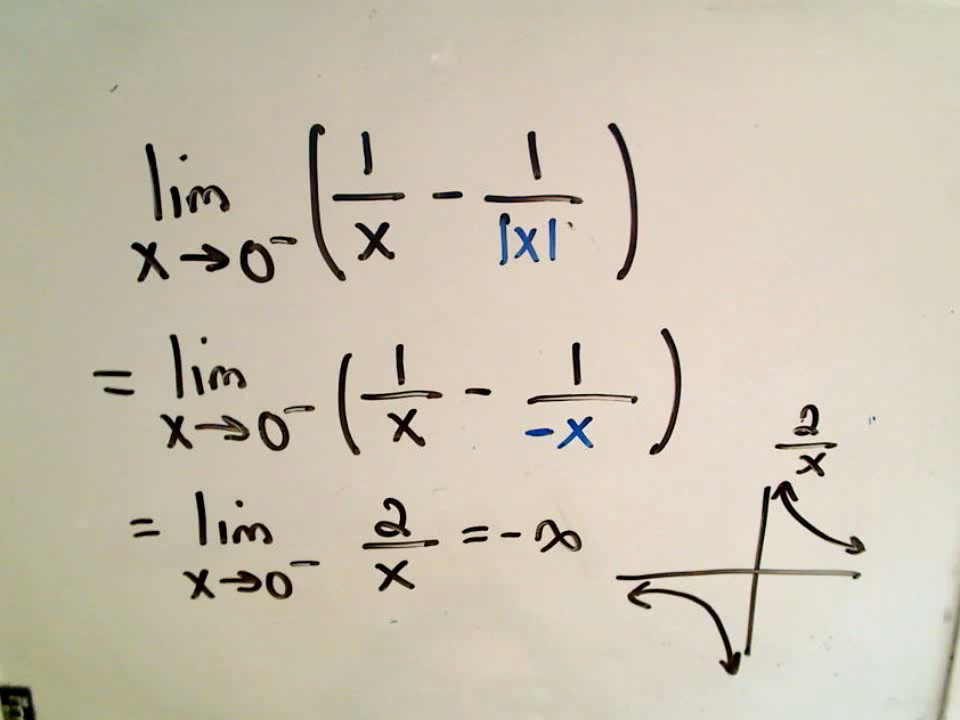 lim x→0⁻ (1/x - 1/|x|)
= lim x→0⁻ (1/x - 1/-x)
= lim x→0⁻ 2/x = -∞
2/x